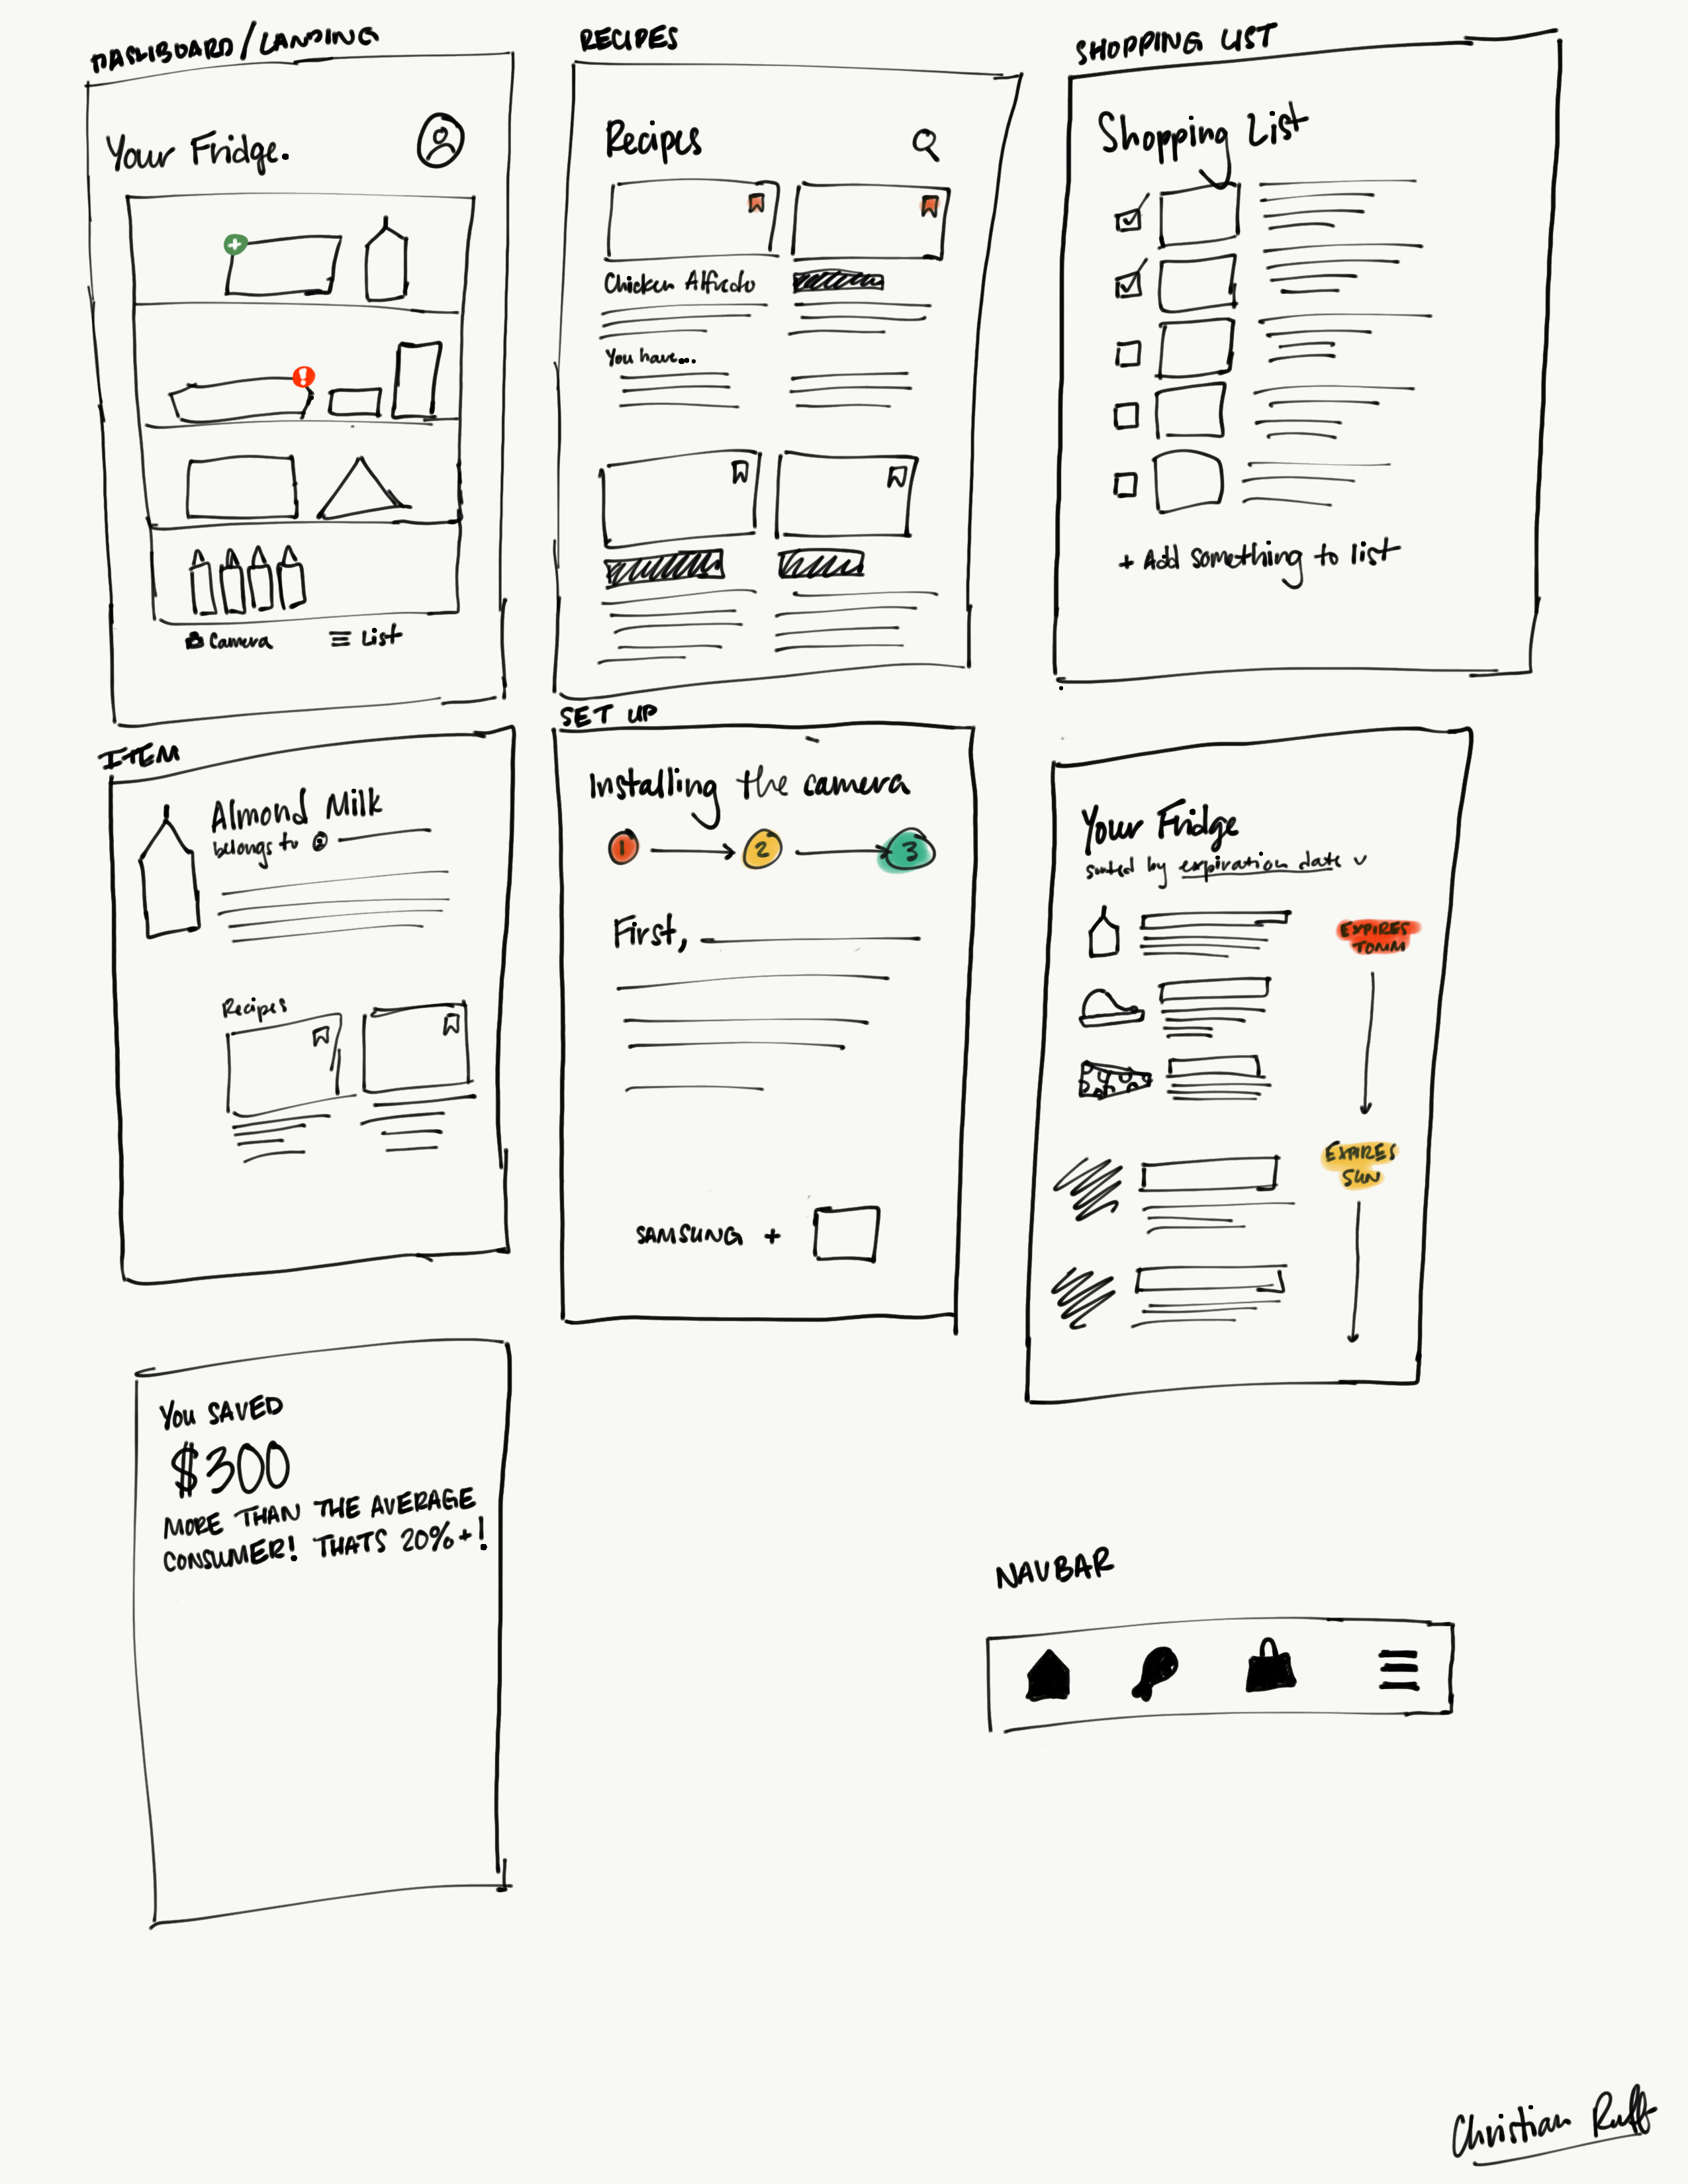 DASHBOARD/LANDING
Your Fridge.
Camera
List
RECIPES
Recipes
Chicken Alfredo
You have...
SHOPPING LIST
Shopping List
+ Add something to list
ITEM
Almond Milk
belongs to
Recipes
SET UP
Installing the camera
1 2 3
First,
SAMSUNG +
Your Fridge
sorted by expiration date v
EXPIRES
TOMM
EXPIRES
SUN
YOU SAVED
$300
MORE THAN THE AVERAGE
CONSUMER! THATS 20%+!
NAVBAR
Christian Ruff